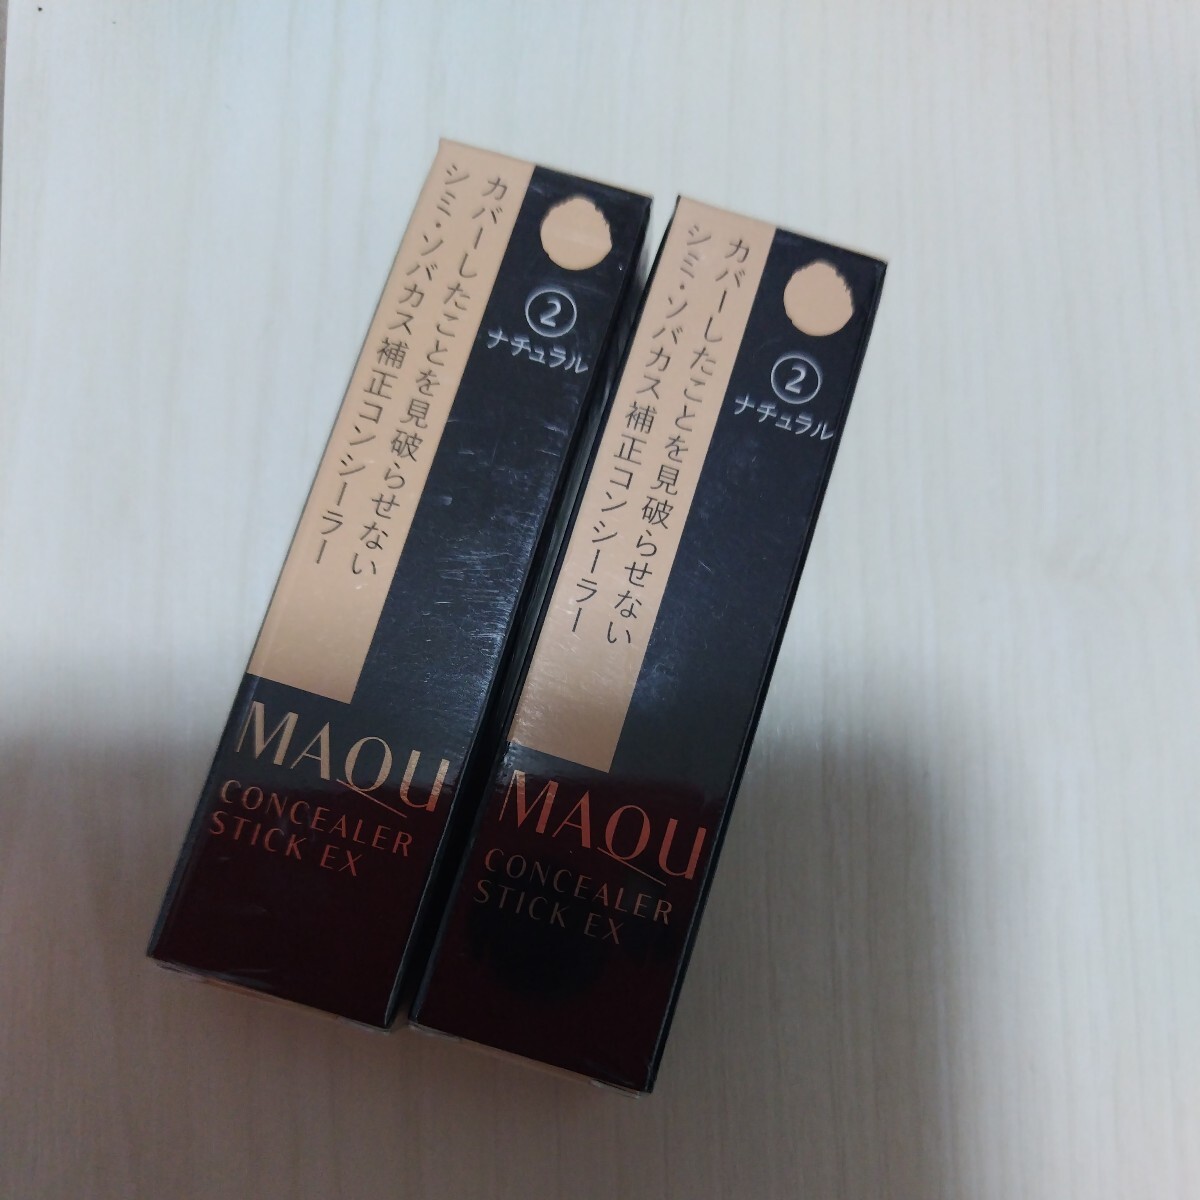 カバーしたことを見破らせない
シミ・ソバカス補正コンシーラー
②
ナチュラル
MAQU
CONCEALER
STICK EX
カバーしたことを見破らせない
シミ・ソバカス補正コンシーラー
②
ナチュラル
MAQU
CONCEALER
STICK EX